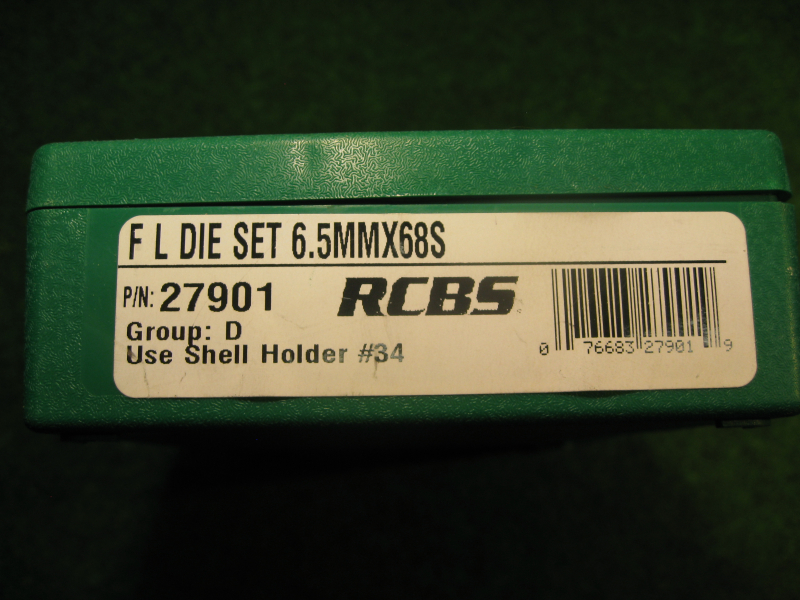 F L DIE SET 6.5MMX68S
P/N: 27901 RCBS
Group: D
Use Shell Holder #34
0 76683 27901 9